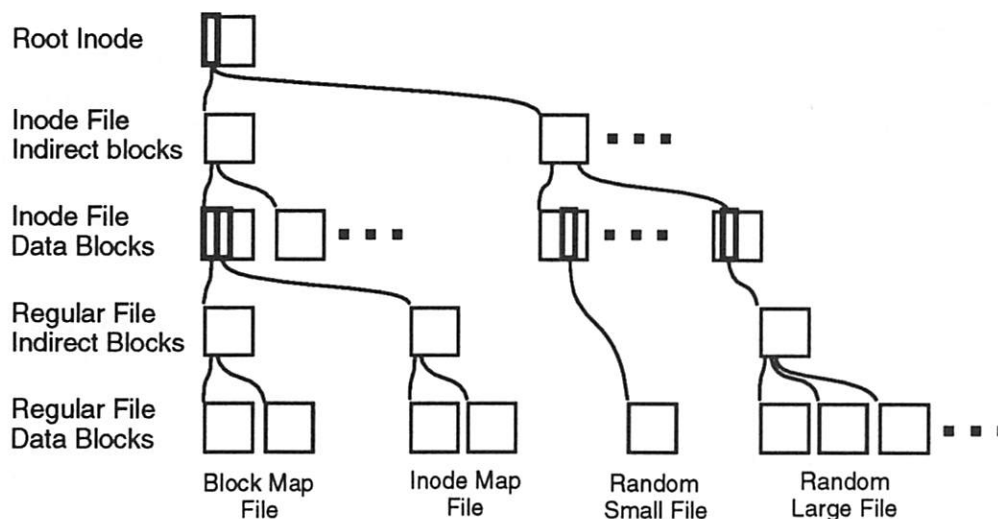 Root Inode
Inode File
Indirect blocks
Inode File
Data Blocks
Regular File
Indirect Blocks
Regular File
Data Blocks
Block Map
File
Inode Map
File
Random
Small File
Random
Large File